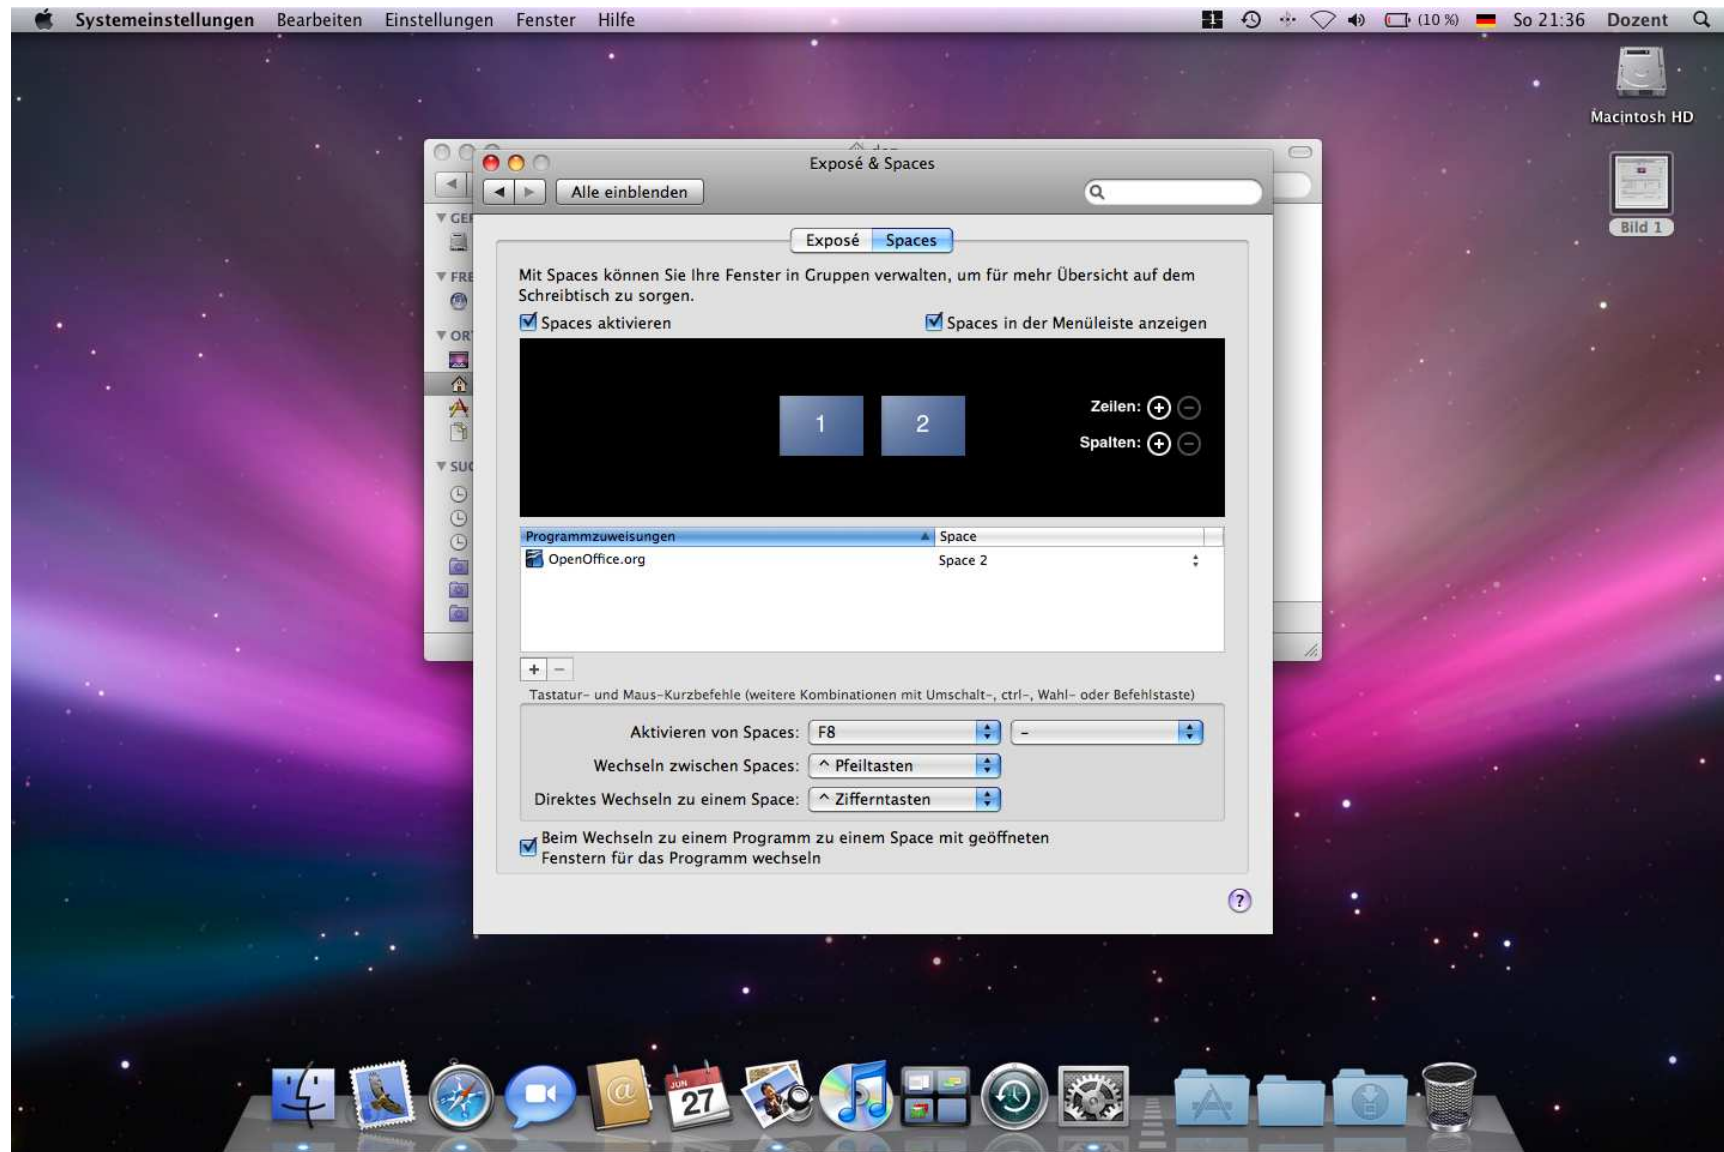 Systemeinstellungen Bearbeiten Einstellungen Fenster Hilfe 1 (10 %) So 21:36 Dozent
Macintosh HD
Bild 1
Exposé & Spaces
Alle einblenden
GE
FRE
OR
SUC
Exposé Spaces
Mit Spaces können Sie Ihre Fenster in Gruppen verwalten, um für mehr Übersicht auf dem
Schreibtisch zu sorgen.
Spaces aktivieren Spaces in der Menüleiste anzeigen
1 2
Zeilen:
Spalten:
Programmzuweisungen Space
OpenOffice.org Space 2
+ −
Tastatur- und Maus-Kurzbefehle (weitere Kombinationen mit Umschalt-, ctrl-, Wahl- oder Befehlstaste)
Aktivieren von Spaces: F8 –
Wechseln zwischen Spaces: ^ Pfeiltasten
Direktes Wechseln zu einem Space: ^ Zifferntasten
Beim Wechseln zu einem Programm zu einem Space mit geöffneten
Fenstern für das Programm wechseln
?
JUN
27